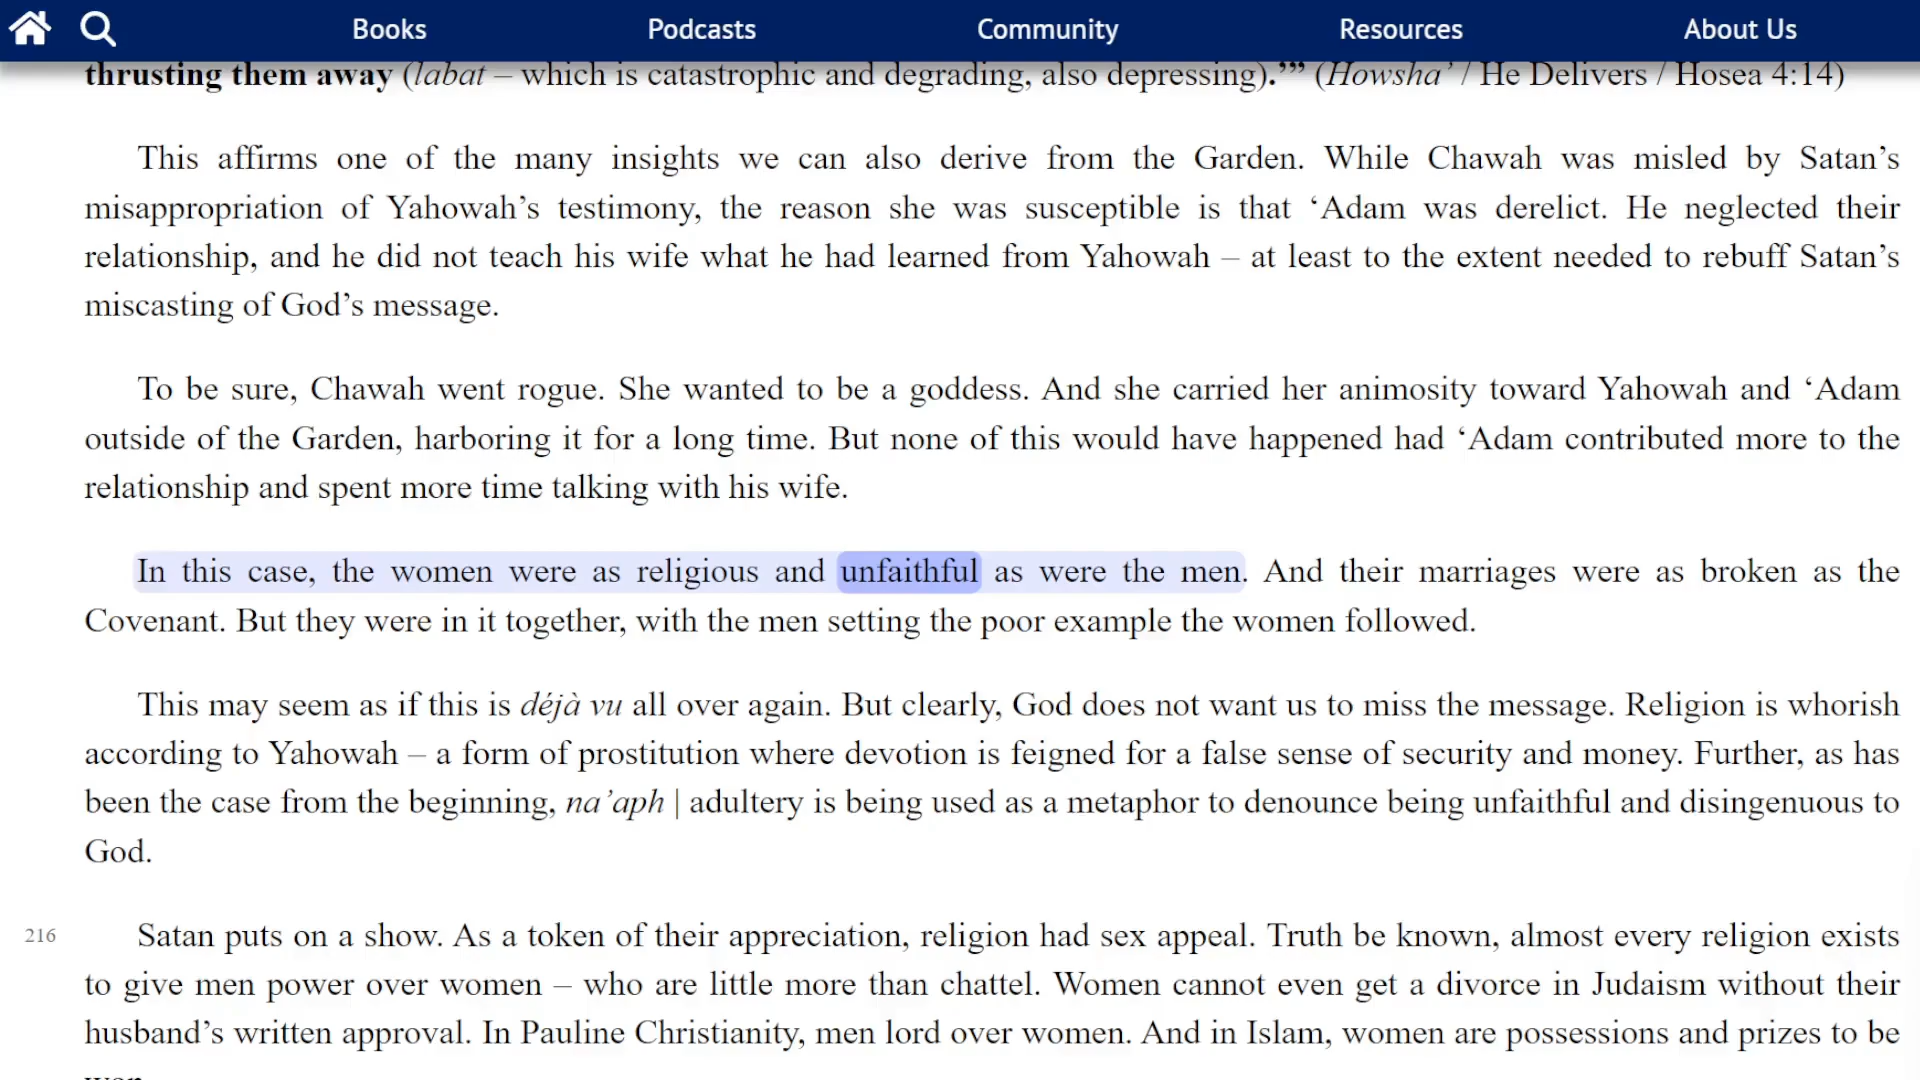 Books Podcasts Community Resources About Us
thrusting them away (labat – which is catastrophic and degrading, also depressing).’” (Howsha’ / He Delivers / Hosea 4:14)
This affirms one of the many insights we can also derive from the Garden. While Chawah was misled by Satan’s
misappropriation of Yahowah’s testimony, the reason she was susceptible is that ‘Adam was derelict. He neglected their
relationship, and he did not teach his wife what he had learned from Yahowah – at least to the extent needed to rebuff Satan’s
miscasting of God’s message.
To be sure, Chawah went rogue. She wanted to be a goddess. And she carried her animosity toward Yahowah and ‘Adam
outside of the Garden, harboring it for a long time. But none of this would have happened had ‘Adam contributed more to the
relationship and spent more time talking with his wife.
In this case, the women were as religious and unfaithful as were the men. And their marriages were as broken as the
Covenant. But they were in it together, with the men setting the poor example the women followed.
This may seem as if this is déjà vu all over again. But clearly, God does not want us to miss the message. Religion is whorish
according to Yahowah – a form of prostitution where devotion is feigned for a false sense of security and money. Further, as has
been the case from the beginning, na’aph | adultery is being used as a metaphor to denounce being unfaithful and disingenuous to
God.
216 Satan puts on a show. As a token of their appreciation, religion had sex appeal. Truth be known, almost every religion exists
to give men power over women – who are little more than chattel. Women cannot even get a divorce in Judaism without their
husband’s written approval. In Pauline Christianity, men lord over women. And in Islam, women are possessions and prizes to be